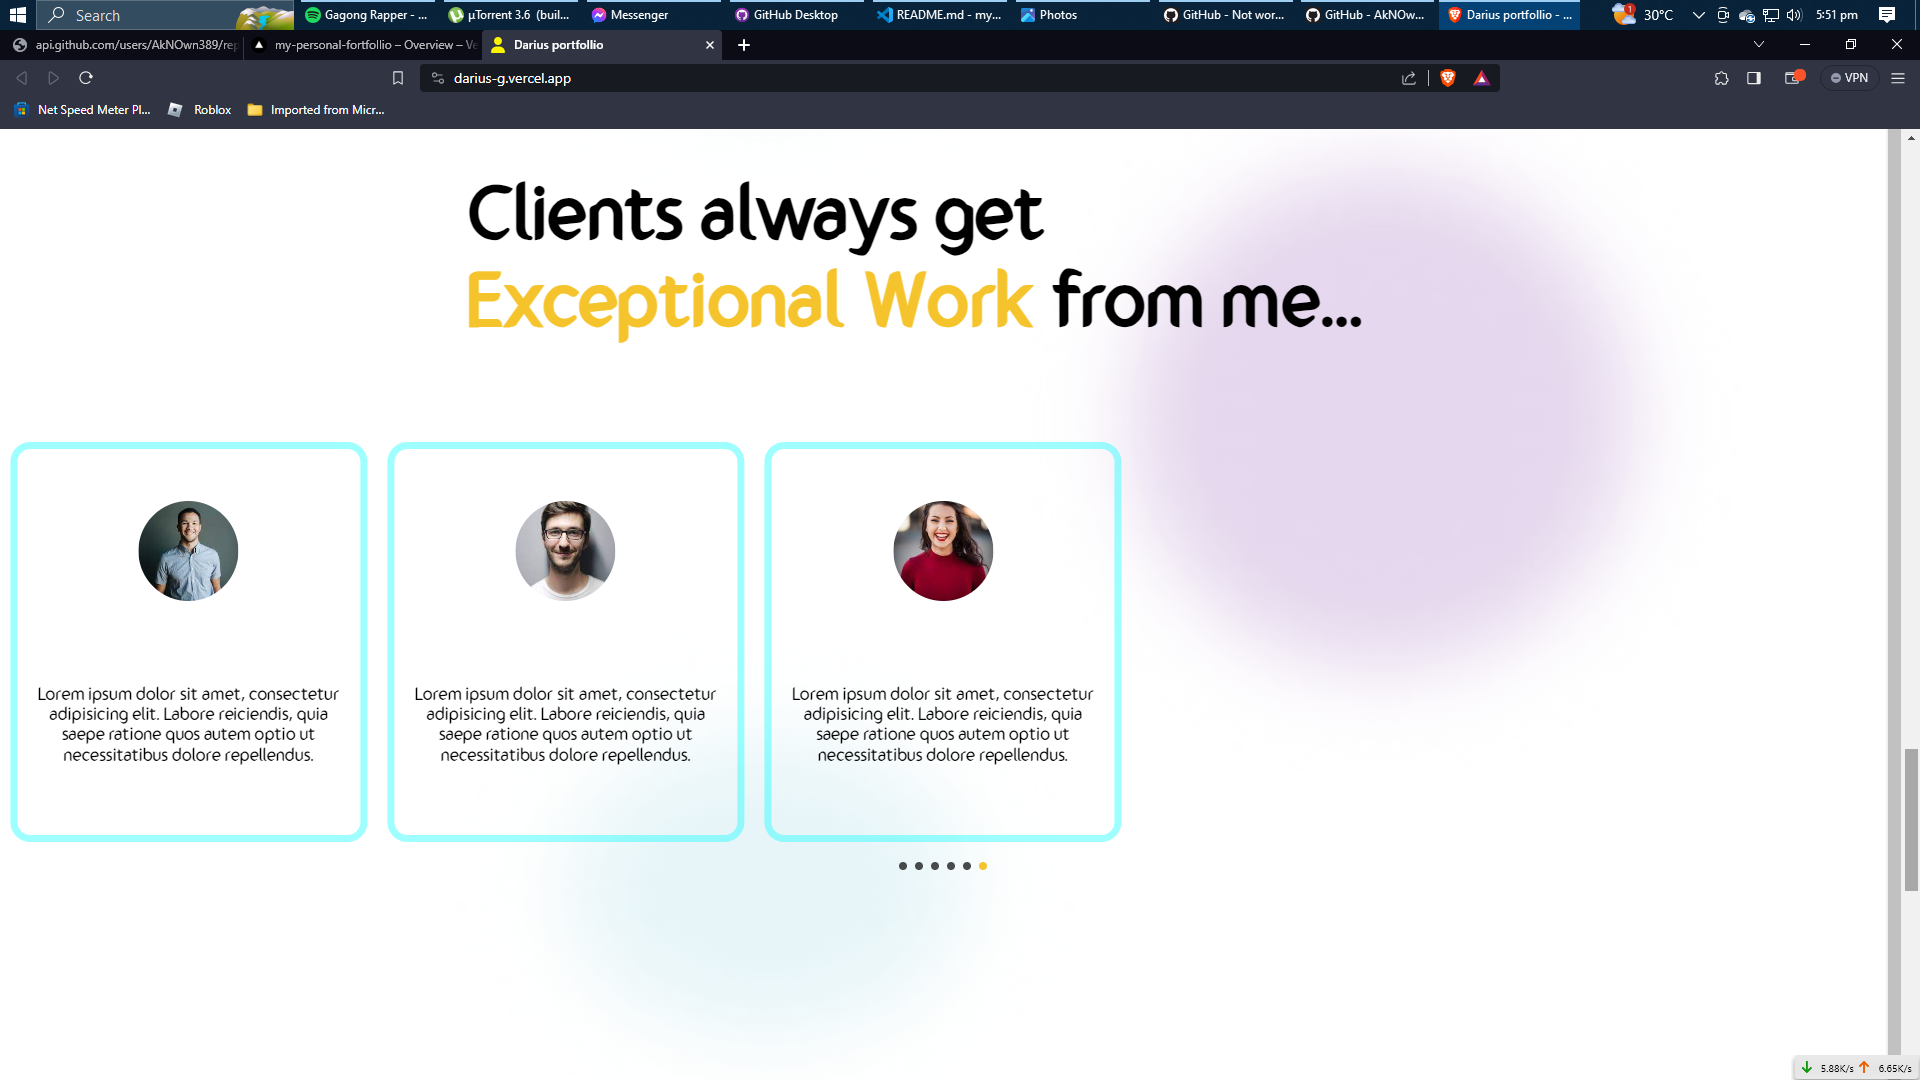 Search
Gagong Rapper - ...
µTorrent 3.6 (buil...
Messenger
GitHub Desktop
README.md - my...
Photos
GitHub - Not wor...
GitHub - AkNOw...
Darius portfollio - ...
1
30°C
5:51 pm
api.github.com/users/AkNOwn389/rep
my-personal-fortfollio – Overview – Ve
Darius portfollio
darius-g.vercel.app
VPN
Net Speed Meter Pl...
Roblox
Imported from Micr...
Clients always get
Exceptional Work from me...
Lorem ipsum dolor sit amet, consectetur
adipisicing elit. Labore reiciendis, quia
saepe ratione quos autem optio ut
necessitatibus dolore repellendus.
Lorem ipsum dolor sit amet, consectetur
adipisicing elit. Labore reiciendis, quia
saepe ratione quos autem optio ut
necessitatibus dolore repellendus.
Lorem ipsum dolor sit amet, consectetur
adipisicing elit. Labore reiciendis, quia
saepe ratione quos autem optio ut
necessitatibus dolore repellendus.
5.88K/s
6.65K/s